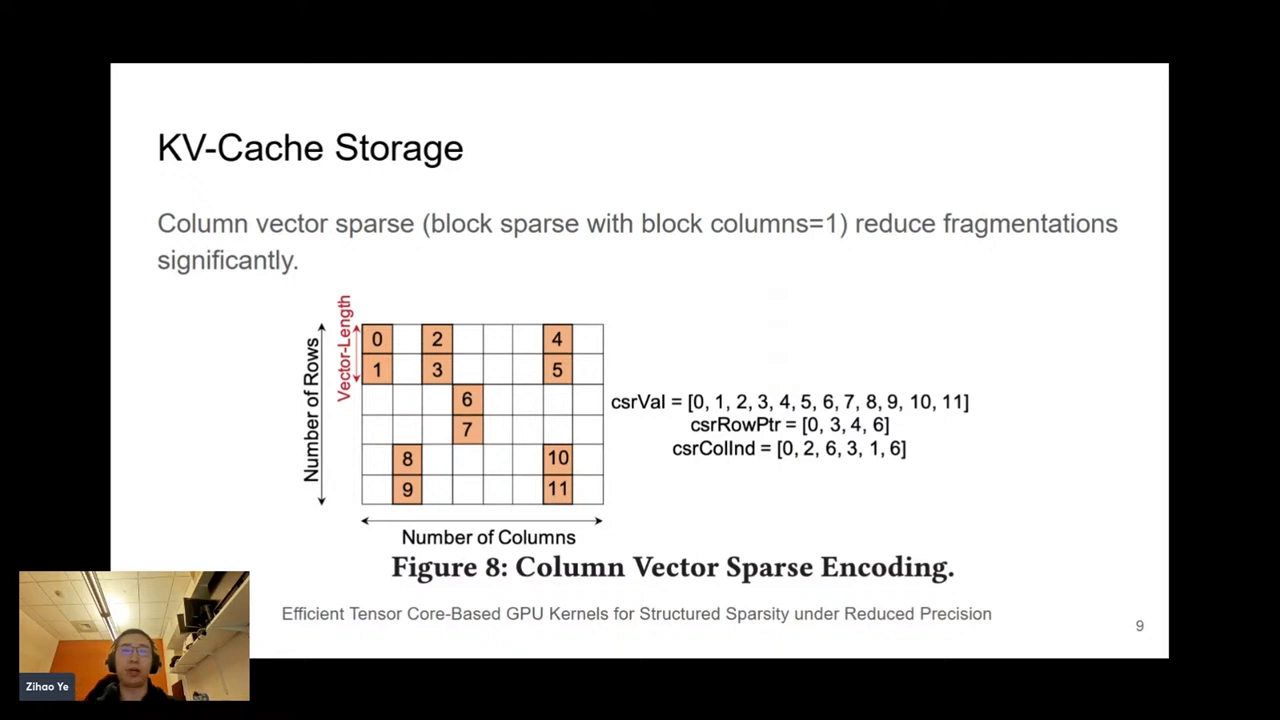 KV-Cache Storage
Column vector sparse (block sparse with block columns=1) reduce fragmentations
significantly.
Number of Rows
Vector-Length
0 2 4
1 3 5
6
7
8 10
9 11
csrVal = [0, 1, 2, 3, 4, 5, 6, 7, 8, 9, 10, 11]
csrRowPtr = [0, 3, 4, 6]
csrColInd = [0, 2, 6, 3, 1, 6]
Number of Columns
Figure 8: Column Vector Sparse Encoding.
Efficient Tensor Core-Based GPU Kernels for Structured Sparsity under Reduced Precision
9
Zihao Ye